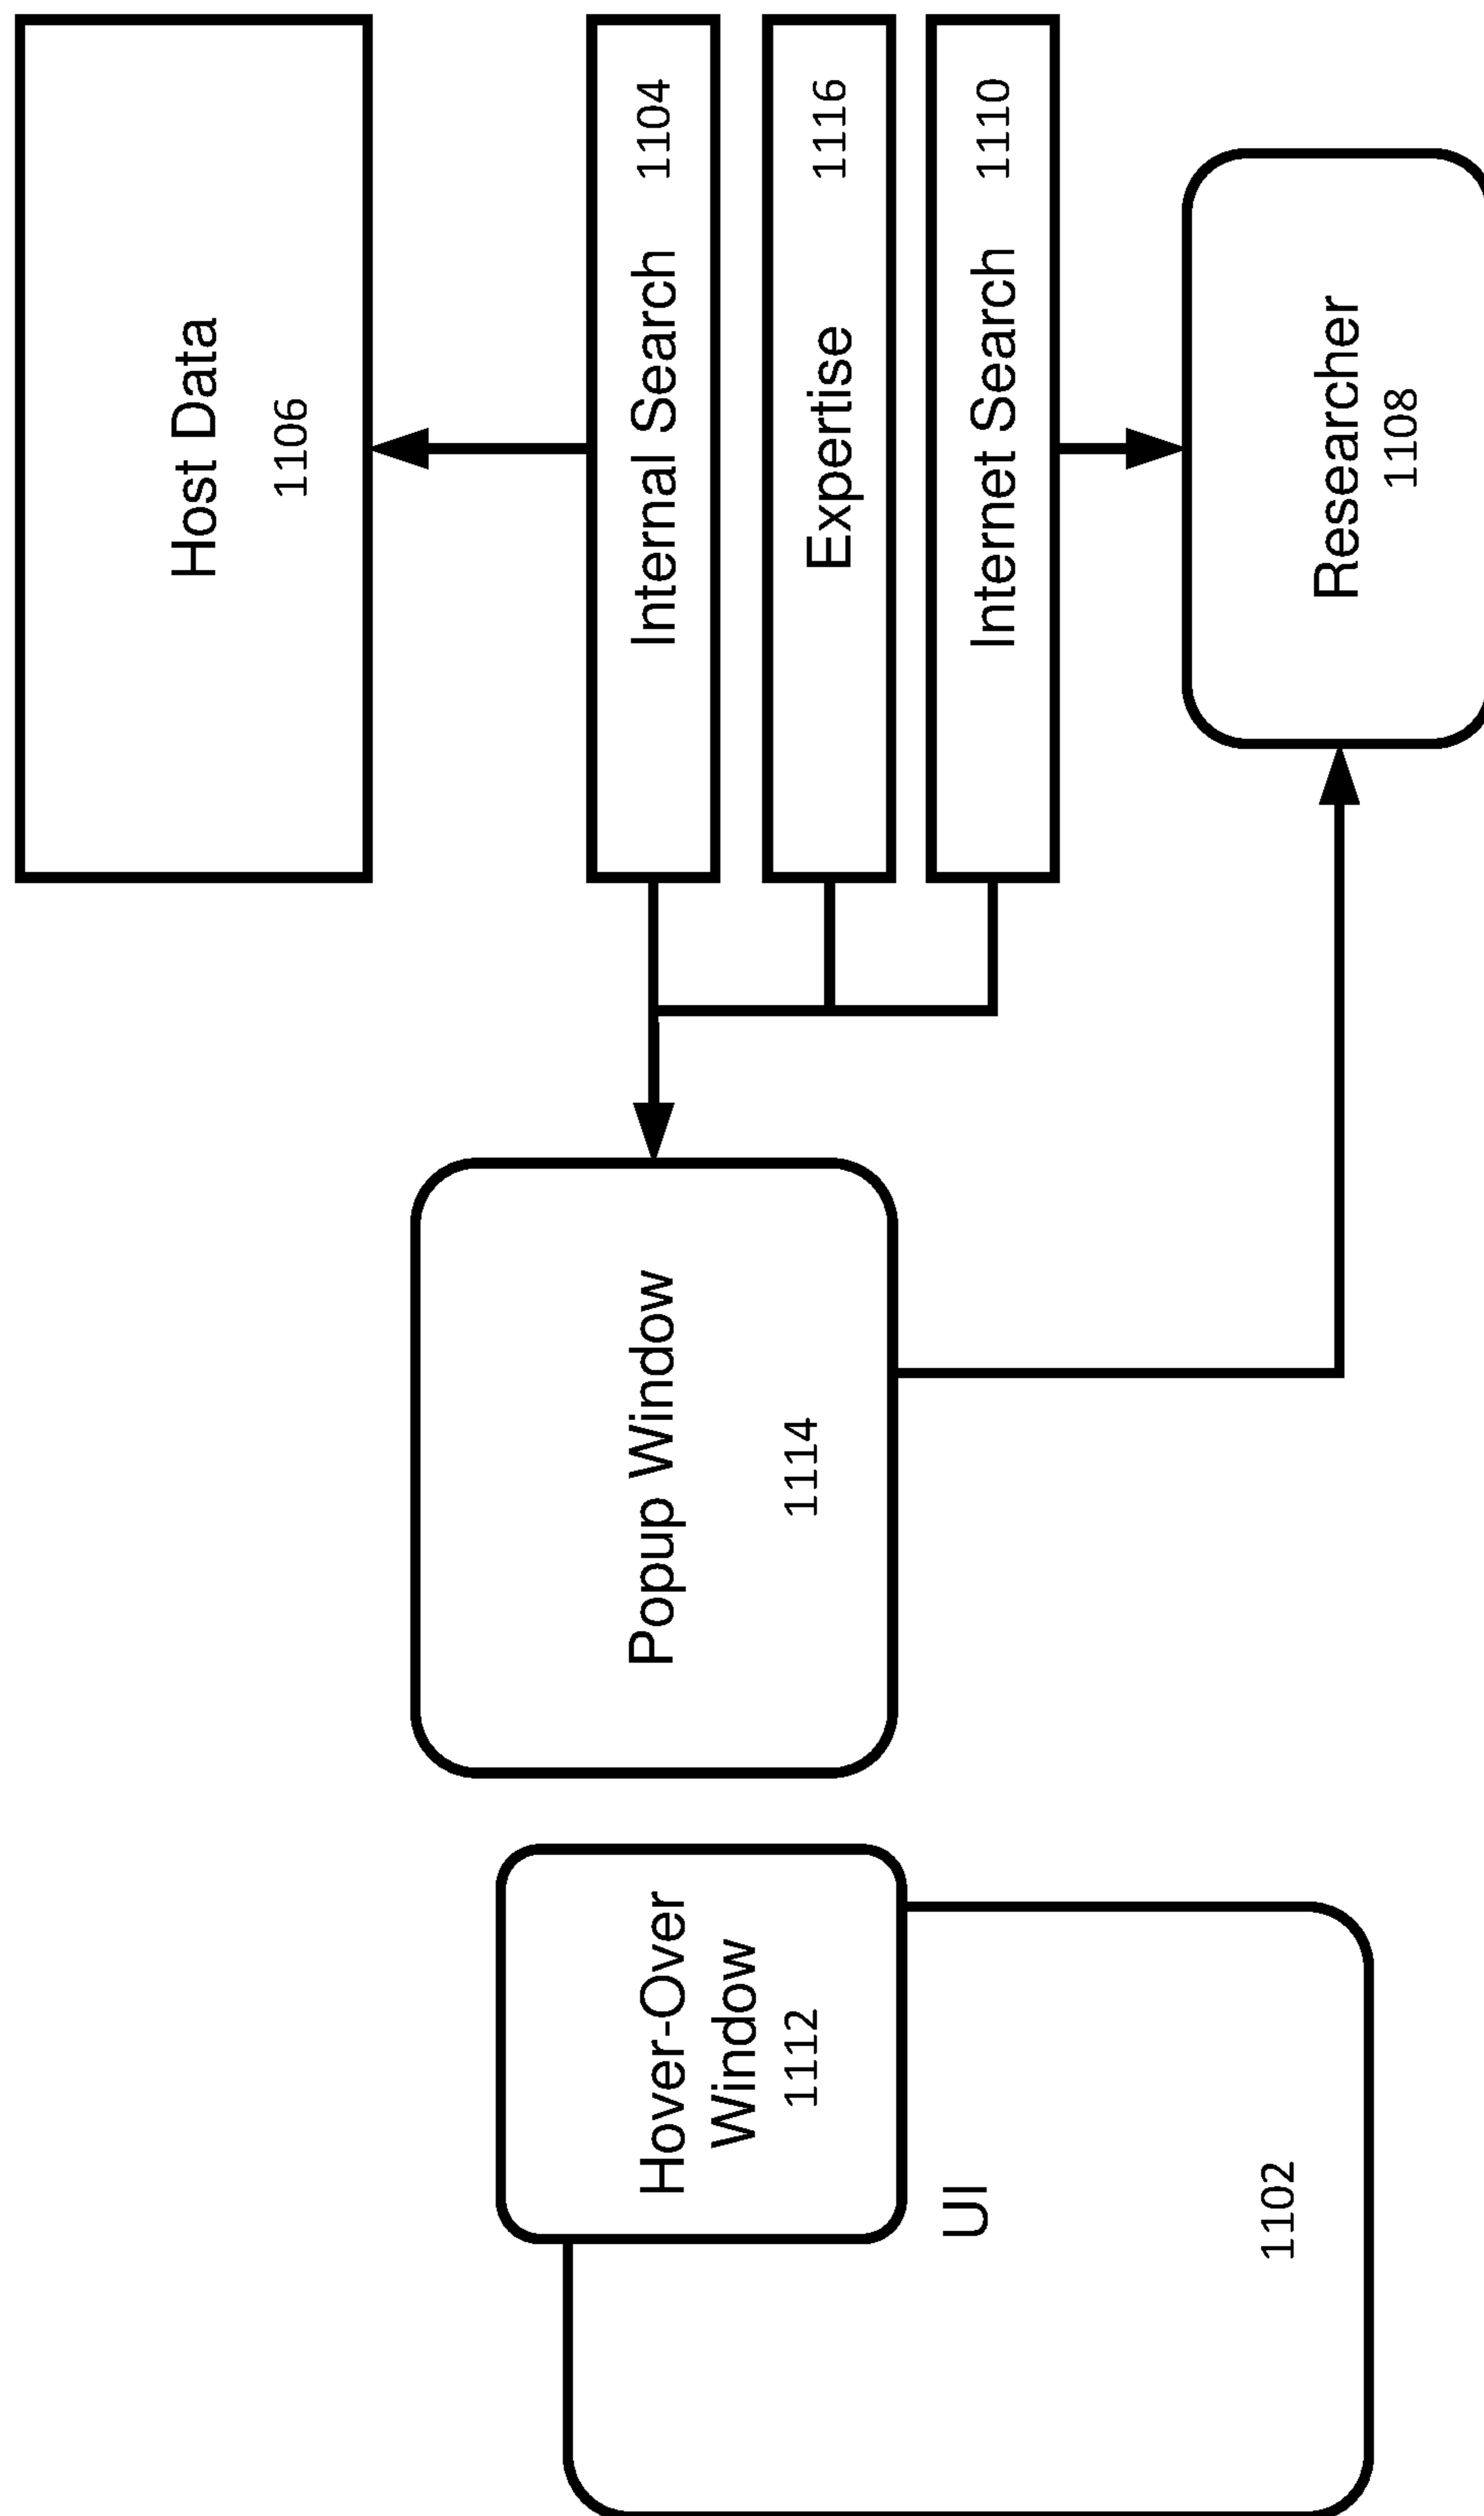 Host Data
1106
Internal Search 1104
Expertise 1116
Internet Search 1110
Researcher
1108
Popup Window
1114
Hover-Over
Window
1112
UI
1102